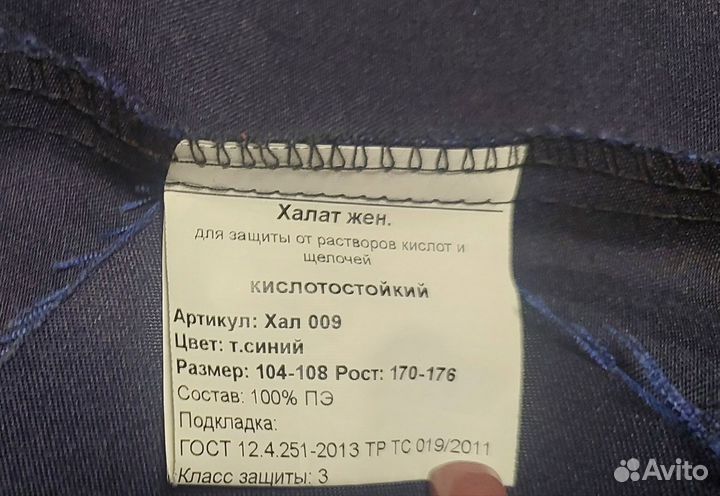 Халат жен.
для защиты от растворов кислот и
щелочей
кислотостойкий
Артикул: Хал 009
Цвет: т.синий
Размер: 104-108 Рост: 170-176
Состав: 100% ПЭ
Подкладка:
ГОСТ 12.4.251-2013 ТР ТС 019/2011
Класс защиты: 3
Avito